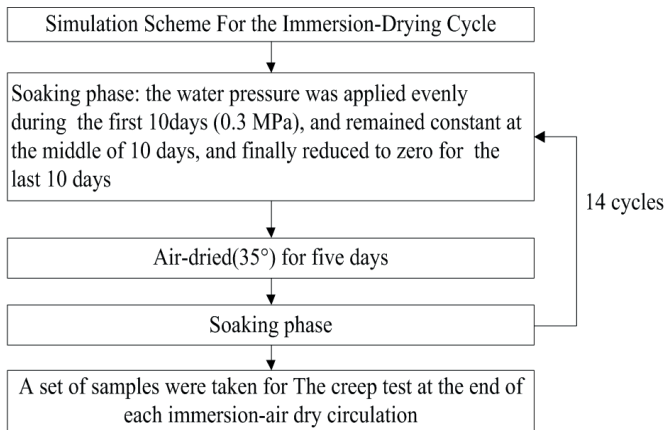 Simulation Scheme For the Immersion-Drying Cycle
Soaking phase: the water pressure was applied evenly
during the first 10days (0.3 MPa), and remained constant at
the middle of 10 days, and finally reduced to zero for the
last 10 days
14 cycles
Air-dried(35°) for five days
Soaking phase
A set of samples were taken for The creep test at the end of
each immersion-air dry circulation